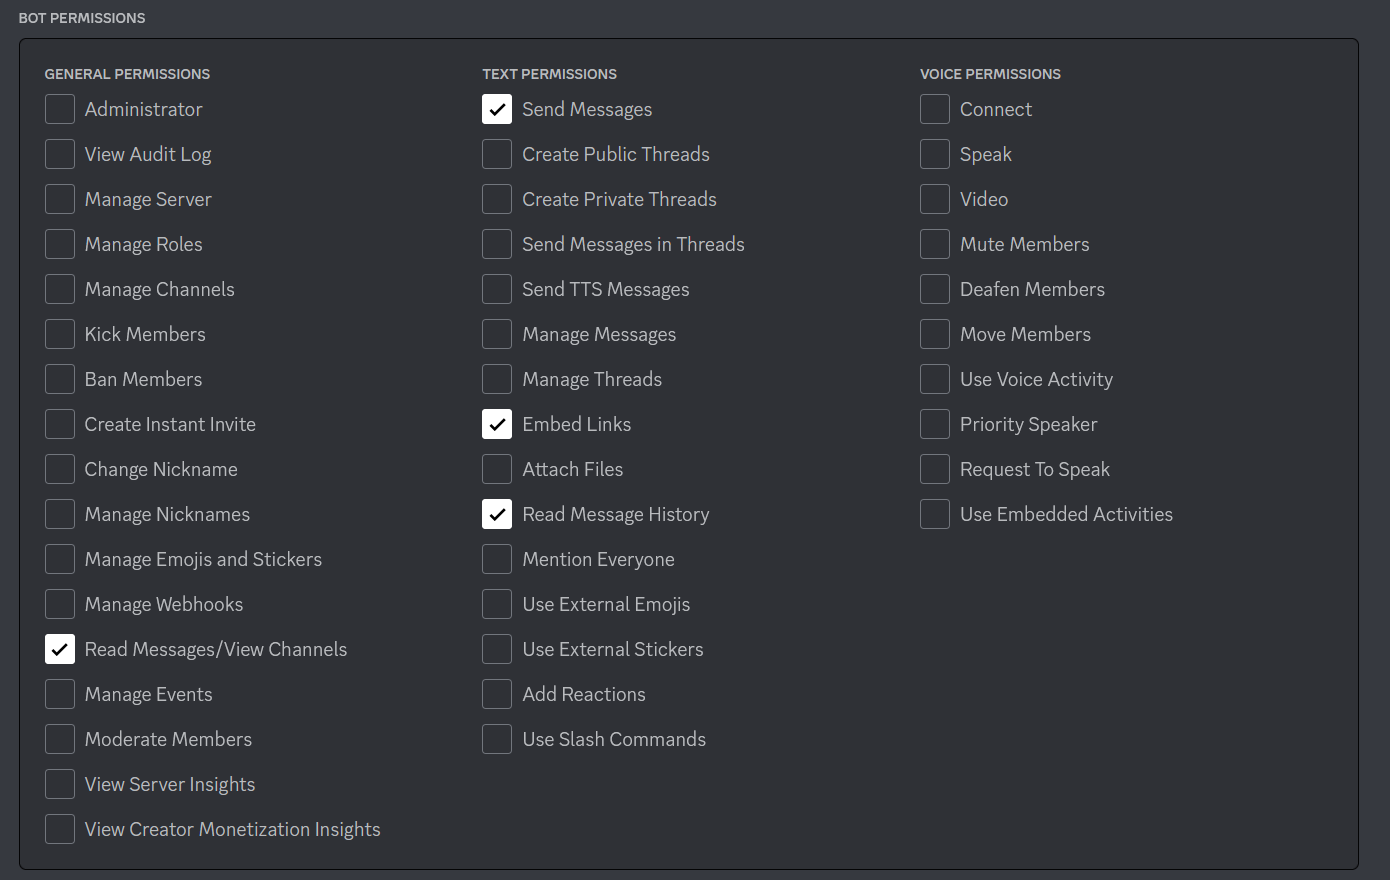 BOT PERMISSIONS
GENERAL PERMISSIONS
Administrator
View Audit Log
Manage Server
Manage Roles
Manage Channels
Kick Members
Ban Members
Create Instant Invite
Change Nickname
Manage Nicknames
Manage Emojis and Stickers
Manage Webhooks
Read Messages/View Channels
Manage Events
Moderate Members
View Server Insights
View Creator Monetization Insights
TEXT PERMISSIONS
Send Messages
Create Public Threads
Create Private Threads
Send Messages in Threads
Send TTS Messages
Manage Messages
Manage Threads
Embed Links
Attach Files
Read Message History
Mention Everyone
Use External Emojis
Use External Stickers
Add Reactions
Use Slash Commands
VOICE PERMISSIONS
Connect
Speak
Video
Mute Members
Deafen Members
Move Members
Use Voice Activity
Priority Speaker
Request To Speak
Use Embedded Activities